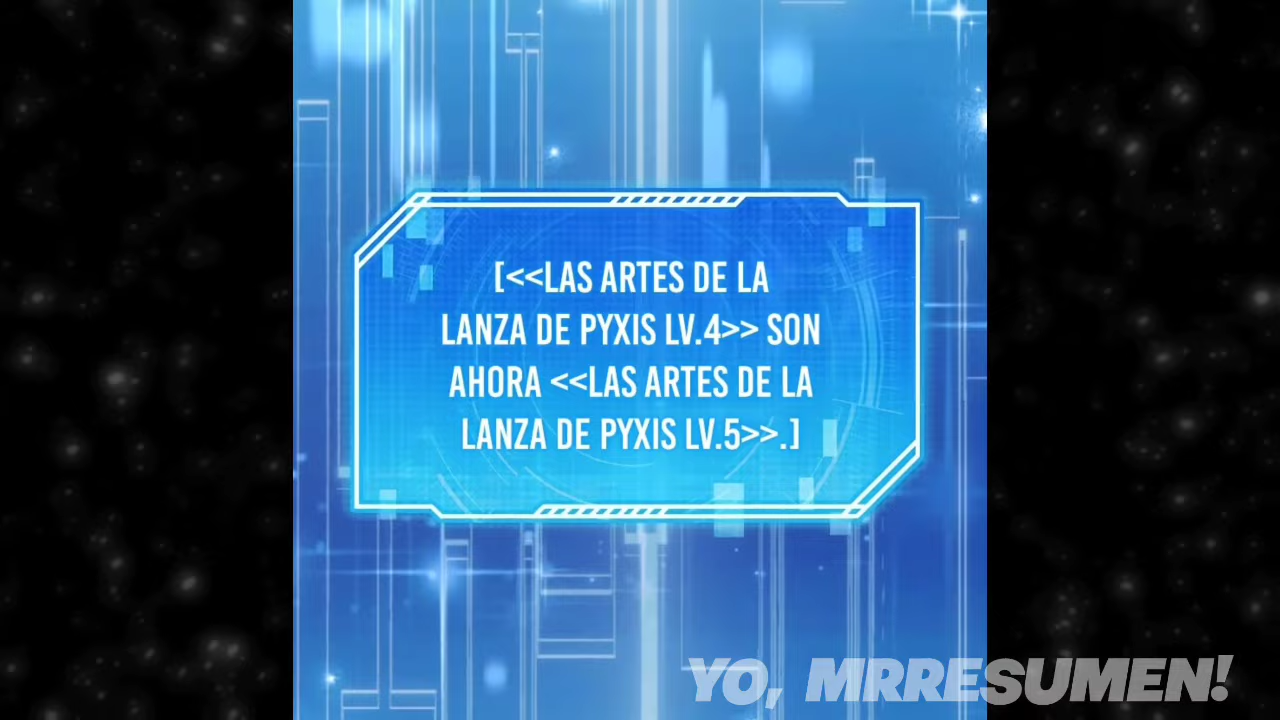 [<<LAS ARTES DE LA
LANZA DE PYXIS LV.4>> SON
AHORA <<LAS ARTES DE LA
LANZA DE PYXIS LV.5>>.]
YO, MRRESUMEN!